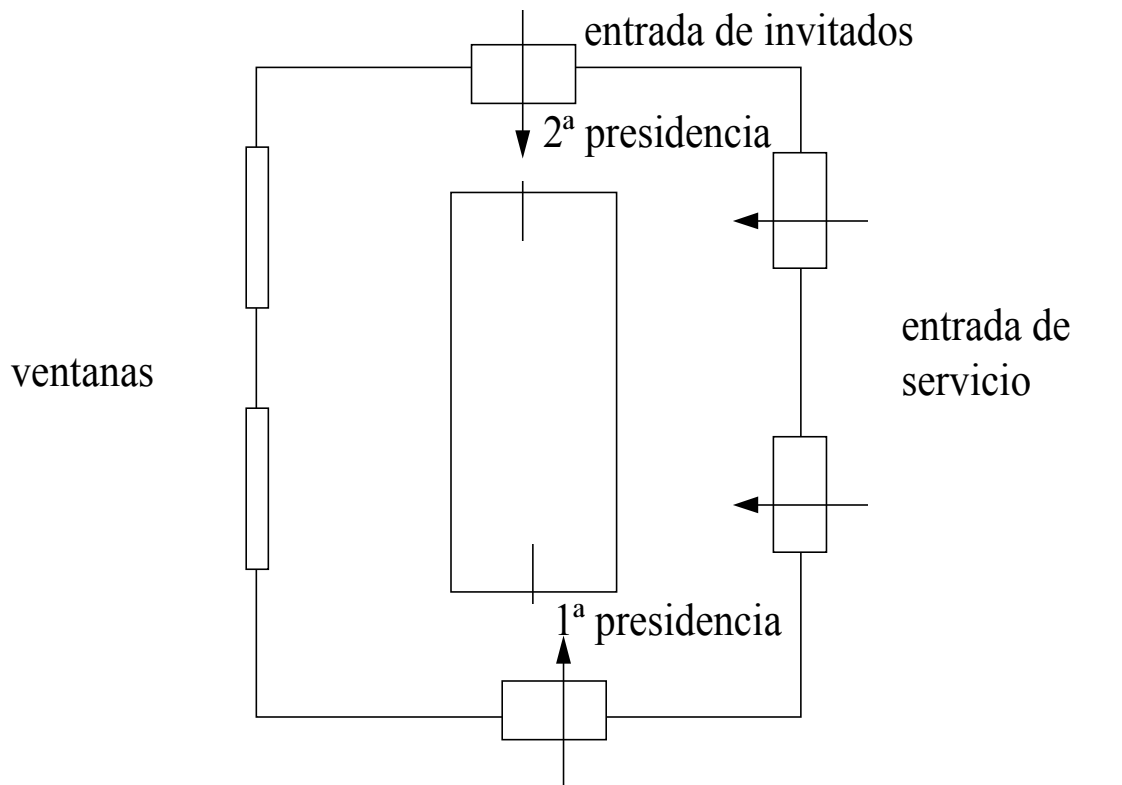 entrada de invitados
2ª presidencia
entrada de
servicio
ventanas
1ª presidencia